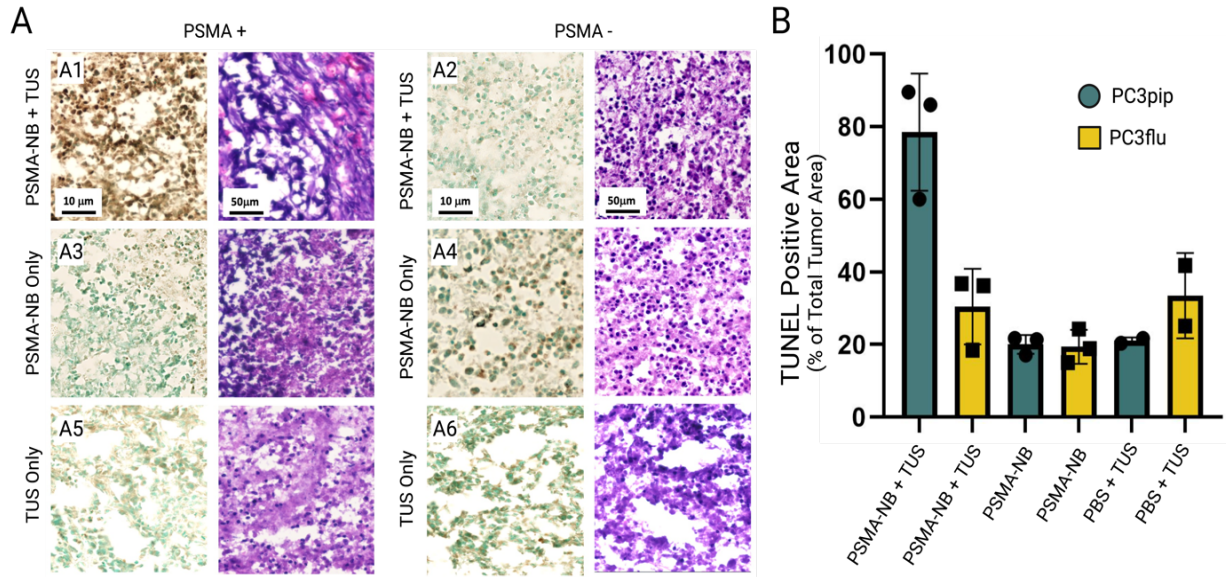 A
PSMA +
PSMA -
PSMA-NB + TUS
A1
10 μm
50μm
PSMA-NB + TUS
A2
10 μm
50μm
PSMA-NB Only
A3
PSMA-NB Only
A4
TUS Only
A5
TUS Only
A6
B
TUNEL Positive Area
(% of Total Tumor Area)
100
80
60
40
20
0
PC3pip
PC3flu
PSMA-NB + TUS
PSMA-NB + TUS
PSMA-NB
PSMA-NB
PBS + TUS
PBS + TUS